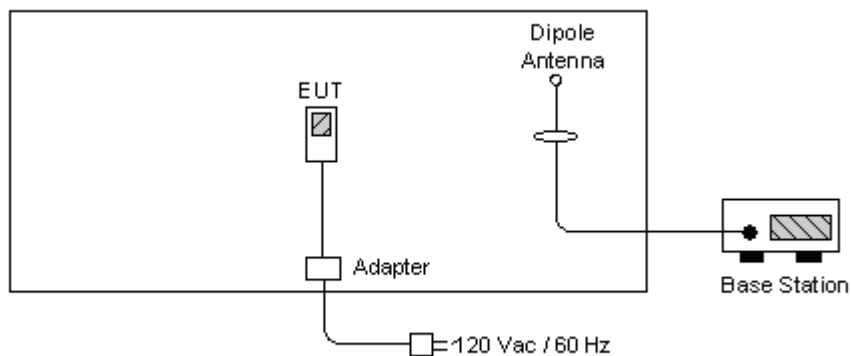 Dipole
Antenna
EUT
Adapter
Base Station
120 Vac / 60 Hz